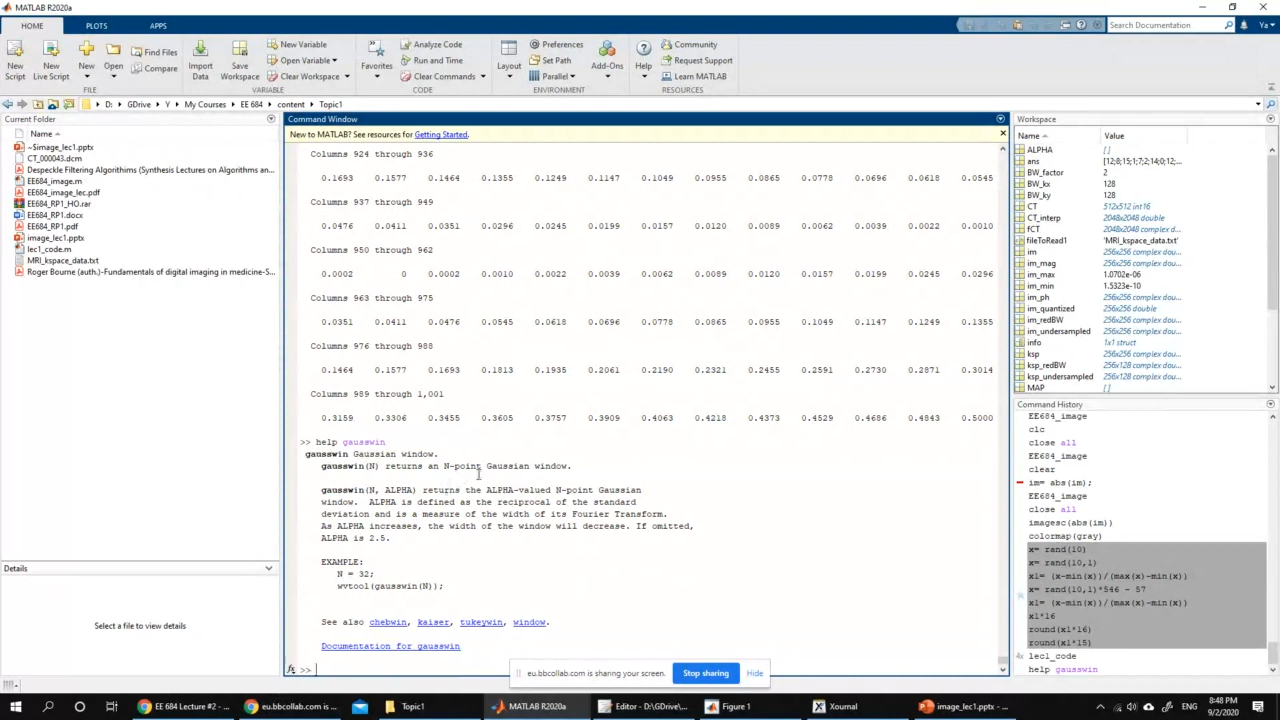 MATLAB R2020a
HOME PLOTS APPS
Search Documentation
Ya
New Script
New Live Script
New
Open
Find Files
Compare
Import Data
Save Workspace
New Variable
Open Variable
Clear Workspace
Favorites
Analyze Code
Run and Time
Clear Commands
Layout
Preferences
Set Path
Parallel
Add-Ons
Help
Community
Request Support
Learn MATLAB
FILE VARIABLE CODE ENVIRONMENT RESOURCES
D: GDrive Y My Courses EE 684 content Topic1
Current Folder
Name
~$image_lec1.pptx
CT_000043.dcm
Despeckle Filtering Algorithims (Synthesis Lectures on Algorithms an...
EE684_image.m
EE684_image_lec.pdf
EE684_RP1_HO.rar
EE684_RP1.docx
EE684_RP1.pdf
image_lec1.pptx
lec1_code.m
MRI_kspace_data.txt
Roger Bourne (auth.)-Fundamentals of digital imaging in medicine-S...
Details
Select a file to view details
Command Window
New to MATLAB? See resources for Getting Started.
Columns 924 through 936
0.1693 0.1577 0.1464 0.1355 0.1249 0.1147 0.1049 0.0955 0.0865 0.0778 0.0696 0.0618 0.0545
Columns 937 through 949
0.0476 0.0411 0.0351 0.0296 0.0245 0.0199 0.0157 0.0120 0.0089 0.0062 0.0039 0.0022 0.0010
Columns 950 through 962
0.0002 0 0.0002 0.0010 0.0022 0.0039 0.0062 0.0089 0.0120 0.0157 0.0199 0.0245 0.0296
Columns 963 through 975
0.0351 0.0411 0.0476 0.0545 0.0618 0.0696 0.0778 0.0865 0.0955 0.1049 0.1147 0.1249 0.1355
Columns 976 through 988
0.1464 0.1577 0.1693 0.1813 0.1935 0.2061 0.2190 0.2321 0.2455 0.2591 0.2730 0.2871 0.3014
Columns 989 through 1,001
0.3159 0.3306 0.3455 0.3605 0.3757 0.3909 0.4063 0.4218 0.4373 0.4529 0.4686 0.4843 0.5000
>> help gausswin
gausswin Gaussian window.
gausswin(N) returns an N-point Gaussian window.
gausswin(N, ALPHA) returns the ALPHA-valued N-point Gaussian
window. ALPHA is defined as the reciprocal of the standard
deviation and is a measure of the width of its Fourier Transform.
As ALPHA increases, the width of the window will decrease. If omitted,
ALPHA is 2.5.
EXAMPLE:
N = 32;
wvtool(gausswin(N));
See also chebwin, kaiser, tukeywin, window.
Documentation for gausswin
fx >>
Workspace
Name Value
ALPHA []
ans [12;8;15;1;7;2;14;0;12;...
BW_factor 2
BW_kx 128
BW_ky 128
CT 512x512 int16
CT_interp 2048x2048 double
fCT 2048x2048 complex d...
fileToRead1 'MRI_kspace_data.txt'
im 256x256 complex dou...
im_mag 256x256 complex dou...
im_max 1.0702e-06
im_min 1.5323e-10
im_ph 256x256 complex dou...
im_quantized 256x256 double
im_redBW 256x256 complex dou...
im_undersampled 256x256 complex dou...
info 1x1 struct
ksp 256x256 complex dou...
ksp_redBW 256x128 complex dou...
ksp_undersampled 256x128 complex dou...
MAP []
Command History
EE684_image
clc
close all
EE684_image
clear
im= abs(im);
EE684_image
close all
imagesc(abs(im))
colormap(gray)
x= rand(10)
x= rand(10,1)
x1= (x-min(x))/(max(x)-min(x))
x= rand(10,1)*546 - 57
x1= (x-min(x))/(max(x)-min(x))
x1*16
round(x1*16)
round(x1*15)
4x lec1_code
help gausswin
eu.bbcollab.com is sharing your screen. Stop sharing Hide
EE 684 Lecture #2 - ...
eu.bbcollab.com is ...
Topic1
MATLAB R2020a
Editor - D:\GDrive\...
Figure 1
Xournal
image_lec1.pptx - ...
8:48 PM
9/2/2020